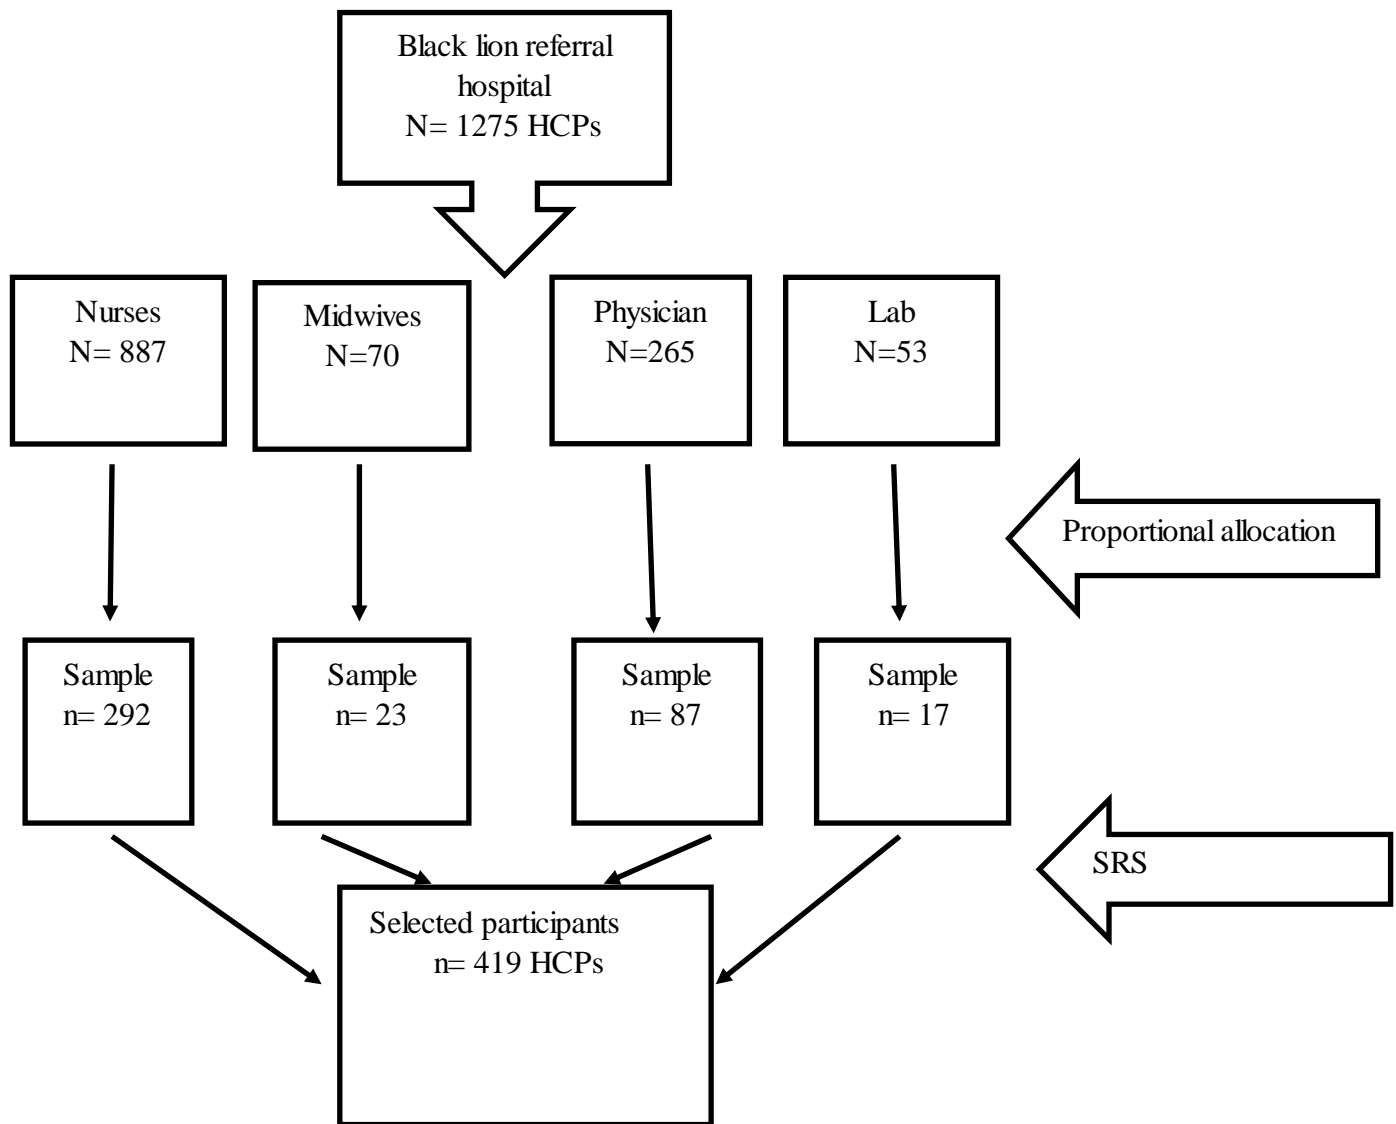 Black lion referral
hospital
N= 1275 HCPs
Nurses
N= 887
Midwives
N=70
Physician
N=265
Lab
N=53
Proportional allocation
Sample
n= 292
Sample
n= 23
Sample
n= 87
Sample
n= 17
SRS
Selected participants
n= 419 HCPs